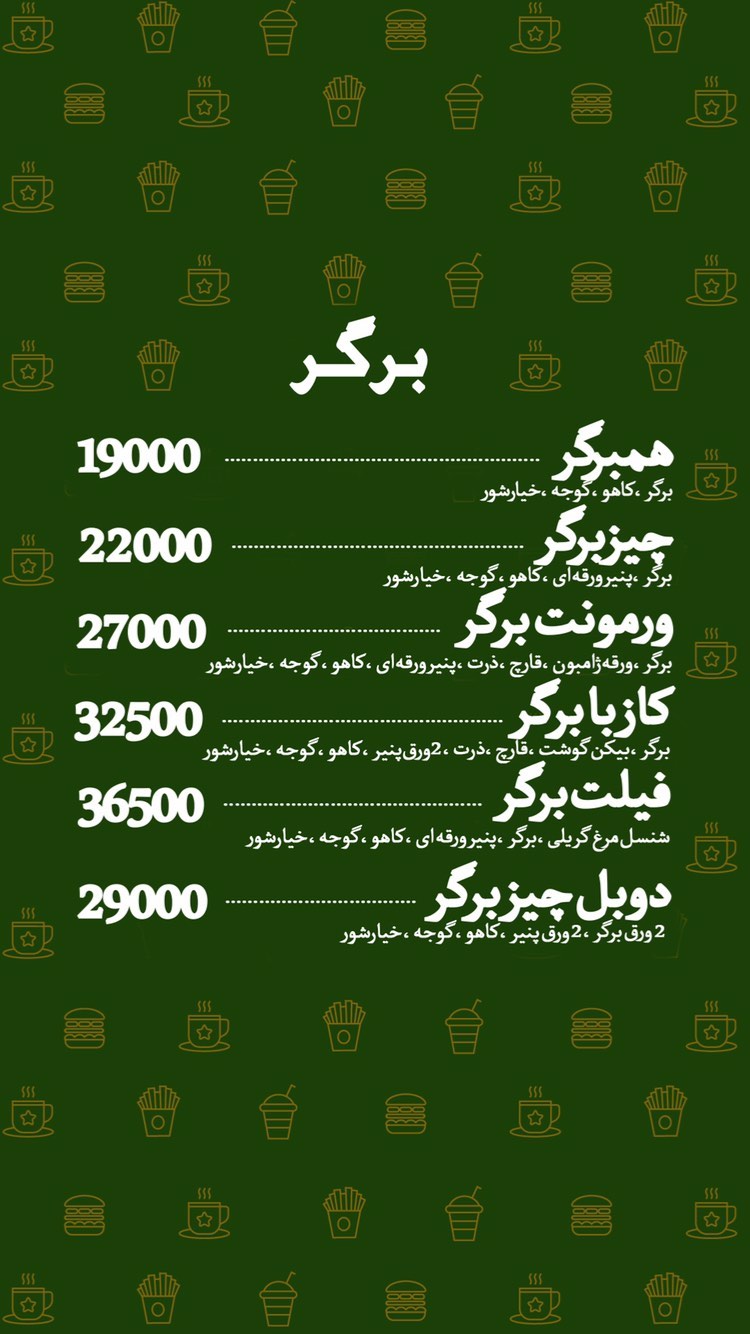 برگر
همبرگر ........................ 19000
برگر ،کاهو ،گوجه ،خیارشور
چیزبرگر ........................ 22000
برگر ،پنیرورقه‌ای ،کاهو ،گوجه ،خیارشور
ورمونت برگر ........................ 27000
برگر ،ورقه‌ژامبون ،قارچ ،ذرت ،پنیرورقه‌ای ،کاهو ،گوجه ،خیارشور
کازبا برگر ........................ 32500
برگر ،بیکن گوشت ،قارچ ،ذرت ،2ورق پنیر ،کاهو ،گوجه ،خیارشور
فیلت برگر ........................ 36500
شنسل مرغ گریلی ،برگر ،پنیرورقه‌ای ،کاهو ،گوجه ،خیارشور
دوبل چیزبرگر ........................ 29000
2 ورق برگر ،2ورق پنیر ،کاهو ،گوجه ،خیارشور